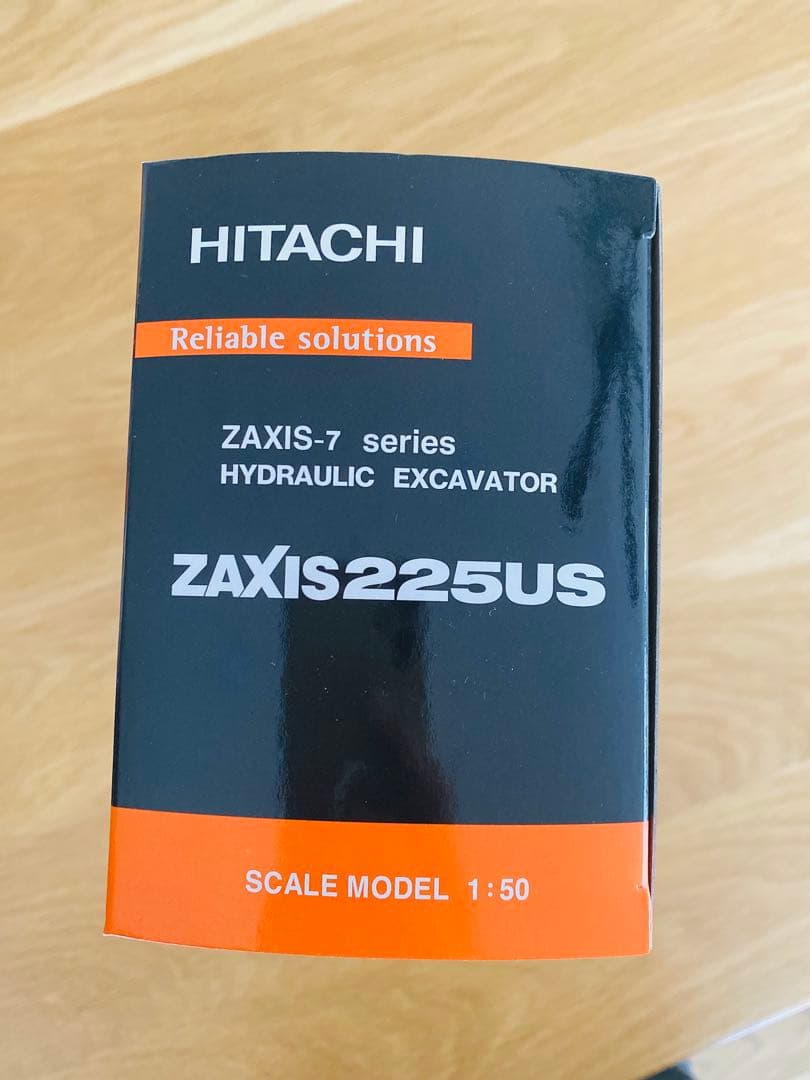 HITACHI
Reliable solutions
ZAXIS-7 series
HYDRAULIC EXCAVATOR
ZAXIS225US
SCALE MODEL 1:50